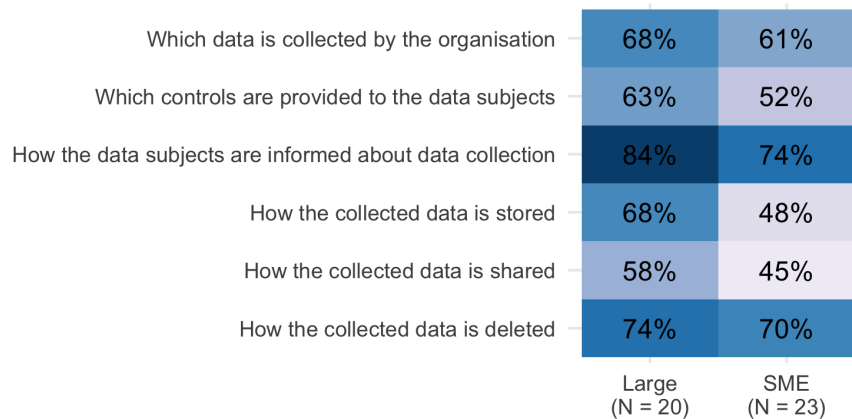 Which data is collected by the organisation 68% 61%
Which controls are provided to the data subjects 63% 52%
How the data subjects are informed about data collection 84% 74%
How the collected data is stored 68% 48%
How the collected data is shared 58% 45%
How the collected data is deleted 74% 70%
Large SME
(N = 20) (N = 23)